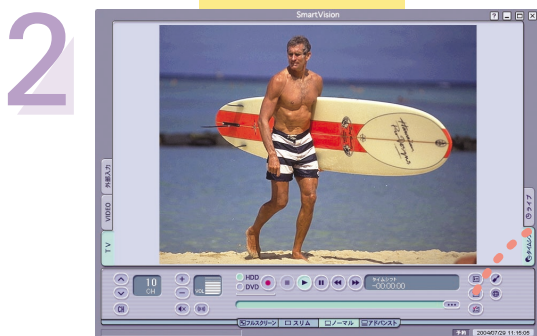 2
SmartVision
外部入力
VIDEO
TV
ライブ
タイムシフト
10
CH
VOL
HDD
DVD
タイムシフト
-00:00:00
フルスクリーン
スリム
ノーマル
アドバンスト
予約
2004/07/29 11:15:05